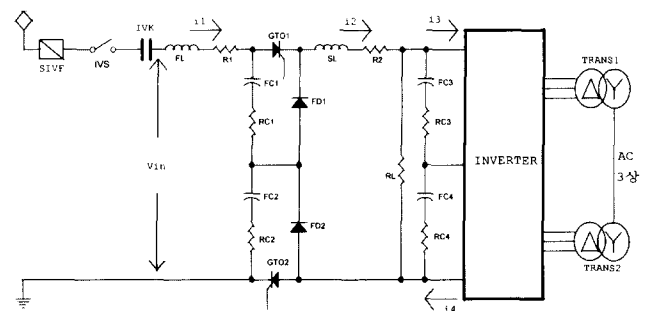 i1
i2
i3
IVK
GTO1
SIVF
IVS
FL
R1
SL
R2
TRANS1
FC1
FD1
FC3
RC1
RC3
Vin
INVERTER
AC
3상
RL
FC2
FC4
FD2
RC2
RC4
GTO2
TRANS2
i4